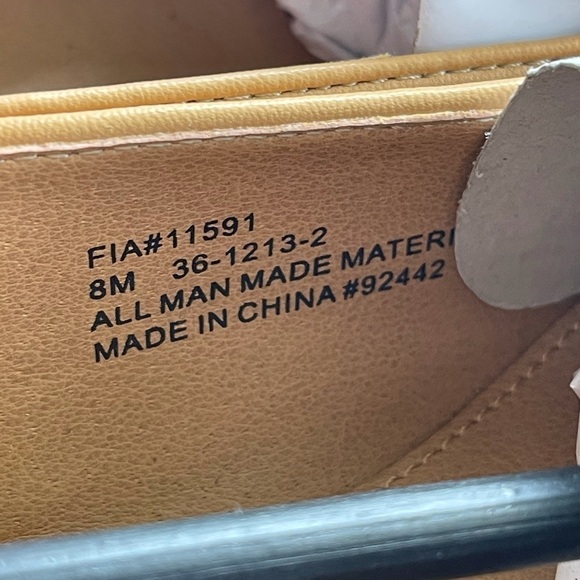 FIA#11591
8M 36-1213-2
ALL MAN MADE MATERI
MADE IN CHINA #92442